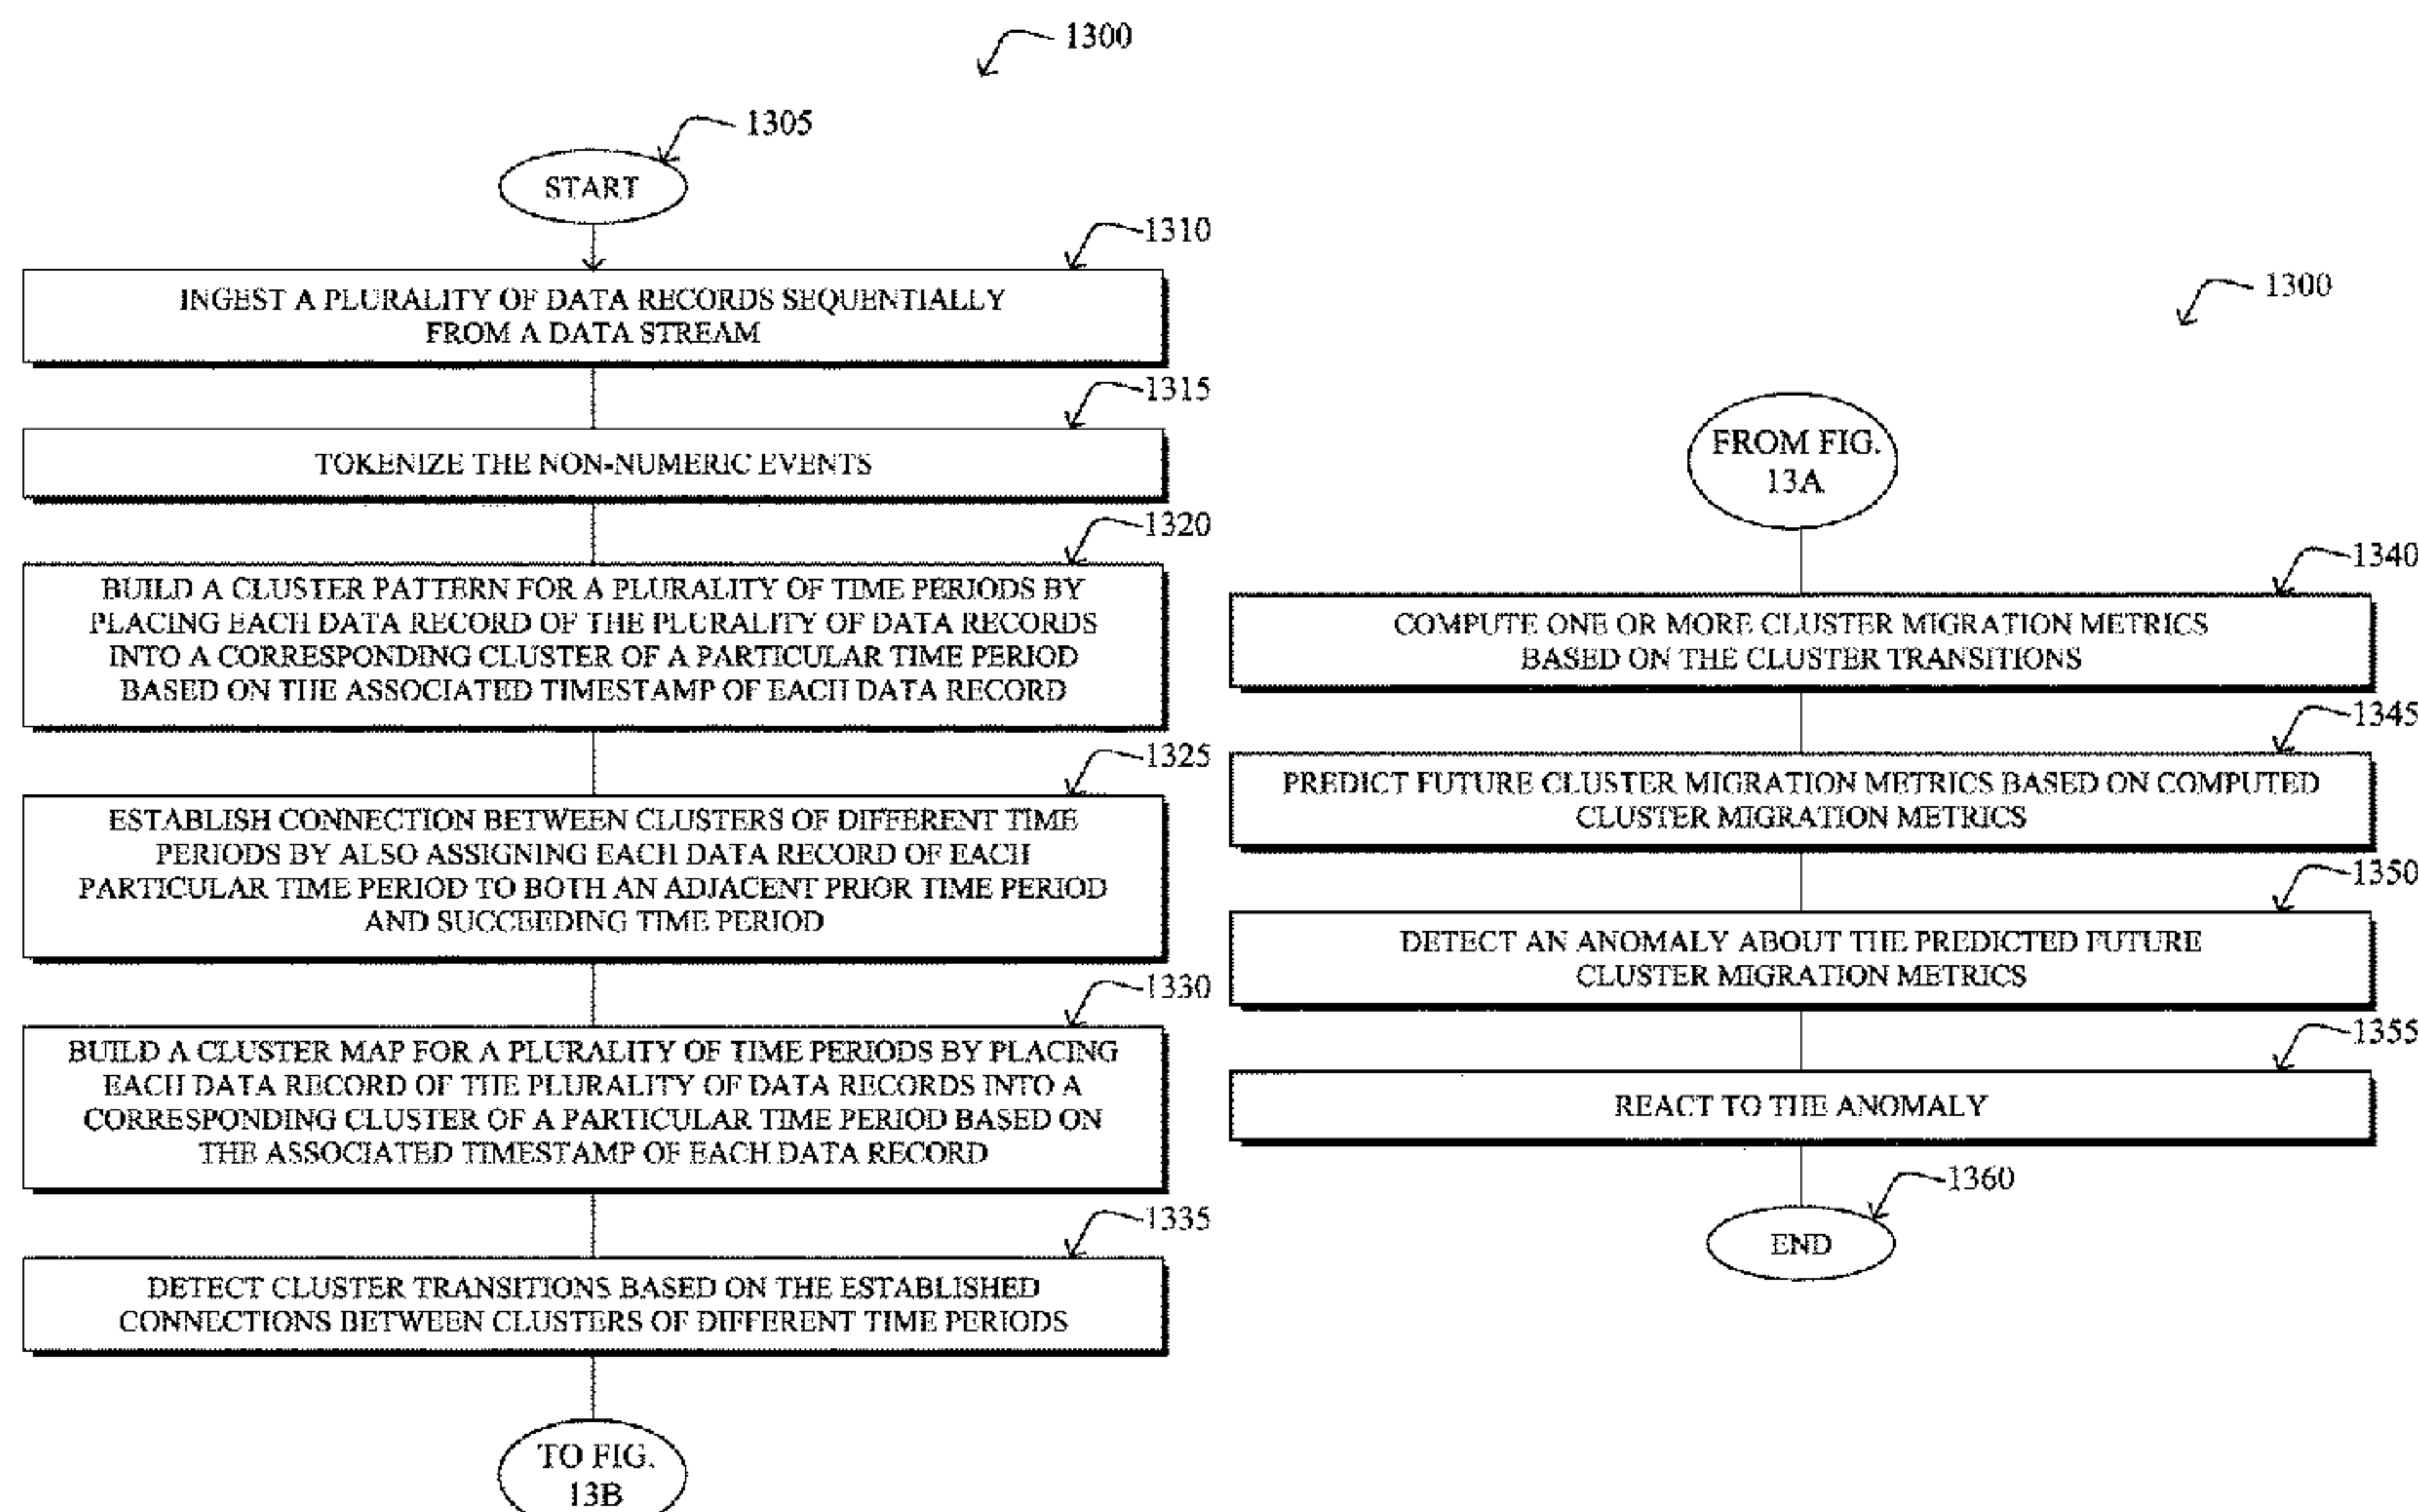 1300
1305
START
1310
INGEST A PLURALITY OF DATA RECORDS SEQUENTIALLY
FROM A DATA STREAM
1315
TOKENIZE THE NON-NUMERIC EVENTS
1320
BUILD A CLUSTER PATTERN FOR A PLURALITY OF TIME PERIODS BY
PLACING EACH DATA RECORD OF THE PLURALITY OF DATA RECORDS
INTO A CORRESPONDING CLUSTER OF A PARTICULAR TIME PERIOD
BASED ON THE ASSOCIATED TIMESTAMP OF EACH DATA RECORD
1325
ESTABLISH CONNECTION BETWEEN CLUSTERS OF DIFFERENT TIME
PERIODS BY ALSO ASSIGNING EACH DATA RECORD OF EACH
PARTICULAR TIME PERIOD TO BOTH AN ADJACENT PRIOR TIME PERIOD
AND SUCCEEDING TIME PERIOD
1330
BUILD A CLUSTER MAP FOR A PLURALITY OF TIME PERIODS BY PLACING
EACH DATA RECORD OF THE PLURALITY OF DATA RECORDS INTO A
CORRESPONDING CLUSTER OF A PARTICULAR TIME PERIOD BASED ON
THE ASSOCIATED TIMESTAMP OF EACH DATA RECORD
1335
DETECT CLUSTER TRANSITIONS BASED ON THE ESTABLISHED
CONNECTIONS BETWEEN CLUSTERS OF DIFFERENT TIME PERIODS
TO FIG.
13B
1300
FROM FIG.
13A
1340
COMPUTE ONE OR MORE CLUSTER MIGRATION METRICS
BASED ON THE CLUSTER TRANSITIONS
1345
PREDICT FUTURE CLUSTER MIGRATION METRICS BASED ON COMPUTED
CLUSTER MIGRATION METRICS
1350
DETECT AN ANOMALY ABOUT THE PREDICTED FUTURE
CLUSTER MIGRATION METRICS
1355
REACT TO THE ANOMALY
1360
END